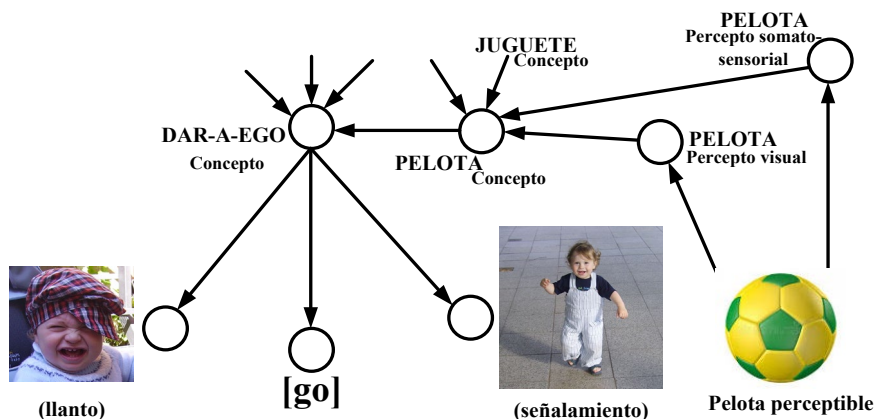 PELOTA
Percepto somato-
sensorial
JUGUETE
Concepto
DAR-A-EGO
Concepto
PELOTA
Concepto
PELOTA
Percepto visual
[go]
(llanto)
(señalamiento)
Pelota perceptible